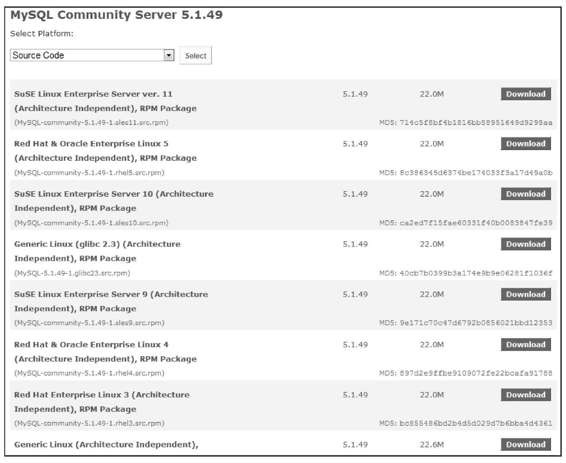 MySQL Community Server 5.1.49
Select Platform:
Source Code Select
SuSE Linux Enterprise Server ver. 11 5.1.49 22.0M Download
(Architecture Independent), RPM Package
(MySQL-community-5.1.49-1.sles11.src.rpm) MD5:
Red Hat & Oracle Enterprise Linux 5 5.1.49 22.0M Download
(Architecture Independent), RPM Package
(MySQL-community-5.1.49-1.rhel5.src.rpm) MD5:
SuSE Linux Enterprise Server 10 (Architecture 5.1.49 22.0M Download
Independent), RPM Package
(MySQL-community-5.1.49-1.sles10.src.rpm) MD5:
Generic Linux (glibc 2.3) (Architecture 5.1.49 22.0M Download
Independent), RPM Package
(MySQL-5.1.49-1.glibc23.src.rpm) MD5:
SuSE Linux Enterprise Server 9 (Architecture 5.1.49 22.0M Download
Independent), RPM Package
(MySQL-community-5.1.49-1.sles9.src.rpm) MD5:
Red Hat & Oracle Enterprise Linux 4 5.1.49 22.0M Download
(Architecture Independent), RPM Package
(MySQL-community-5.1.49-1.rhel4.src.rpm) MD5:
Red Hat Enterprise Linux 3 (Architecture 5.1.49 22.0M Download
Independent), RPM Package
(MySQL-community-5.1.49-1.rhel3.src.rpm) MD5:
Generic Linux (Architecture Independent), 5.1.49 22.6M Download